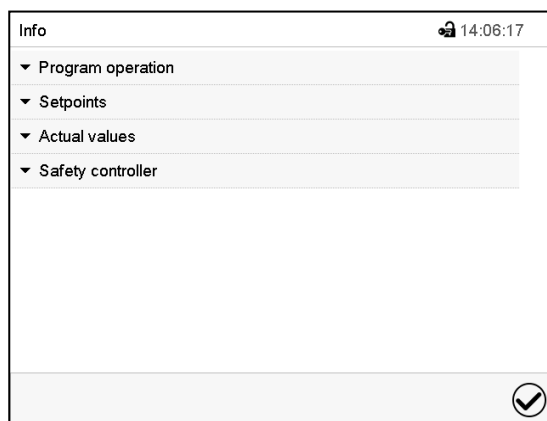 Info 14:06:17
Program operation
Setpoints
Actual values
Safety controller